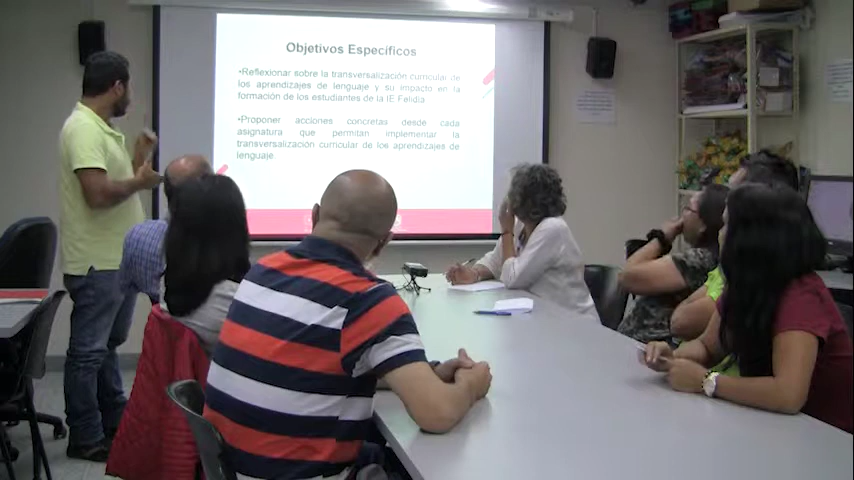 Objetivos Específicos
•Reflexionar sobre la transversalización curricular de
los aprendizajes de lenguaje y su impacto en la
formación de los estudiantes de la IE Felidia
•Proponer acciones concretas desde cada
asignatura que permitan implementar la
transversalización curricular de los aprendizajes de
lenguaje.